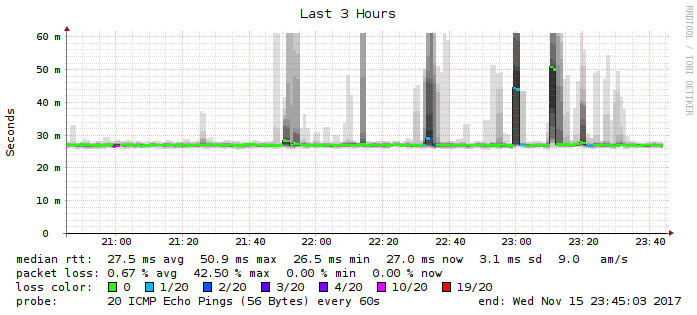 Last 3 Hours
RRDTOOL / TOBI OETIKER
Seconds
60 m
50 m
40 m
30 m
20 m
10 m
0
21:00 21:20 21:40 22:00 22:20 22:40 23:00 23:20 23:40
median rtt: 27.5 ms avg 50.9 ms max 26.5 ms min 27.0 ms now 3.1 ms sd 9.0 am/s
packet loss: 0.67 % avg 42.50 % max 0.00 % min 0.00 % now
loss color: 0 1/20 2/20 3/20 4/20 10/20 19/20
probe: 20 ICMP Echo Pings (56 Bytes) every 60s end: Wed Nov 15 23:45:03 2017